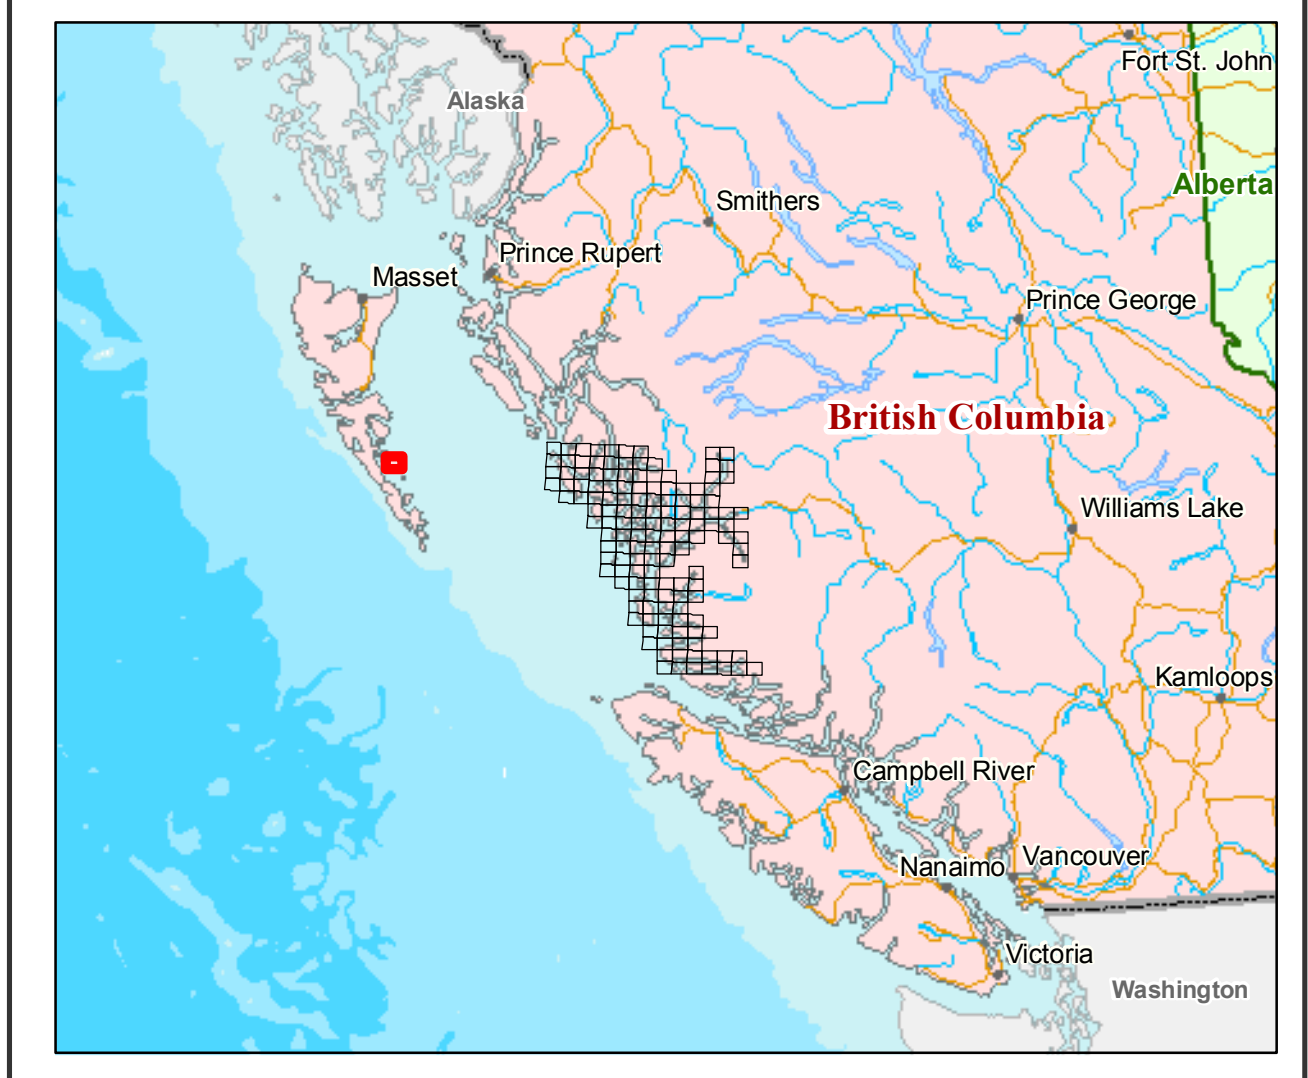 Fort St. John
Alaska
Alberta
Smithers
Prince Rupert
Masset
Prince George
British Columbia
-
Williams Lake
Kamloops
Campbell River
Vancouver
Nanaimo
Victoria
Washington